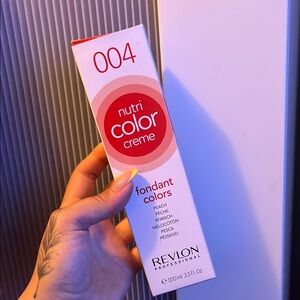 004
nutri
color
creme
fondant
colors
PEACH
PÊCHE
PFIRSICH
MELOCOTÓN
PESCA
PÊSSEGO
REVLON
PROFESSIONAL
e 100ml 3.3 Fl.Oz